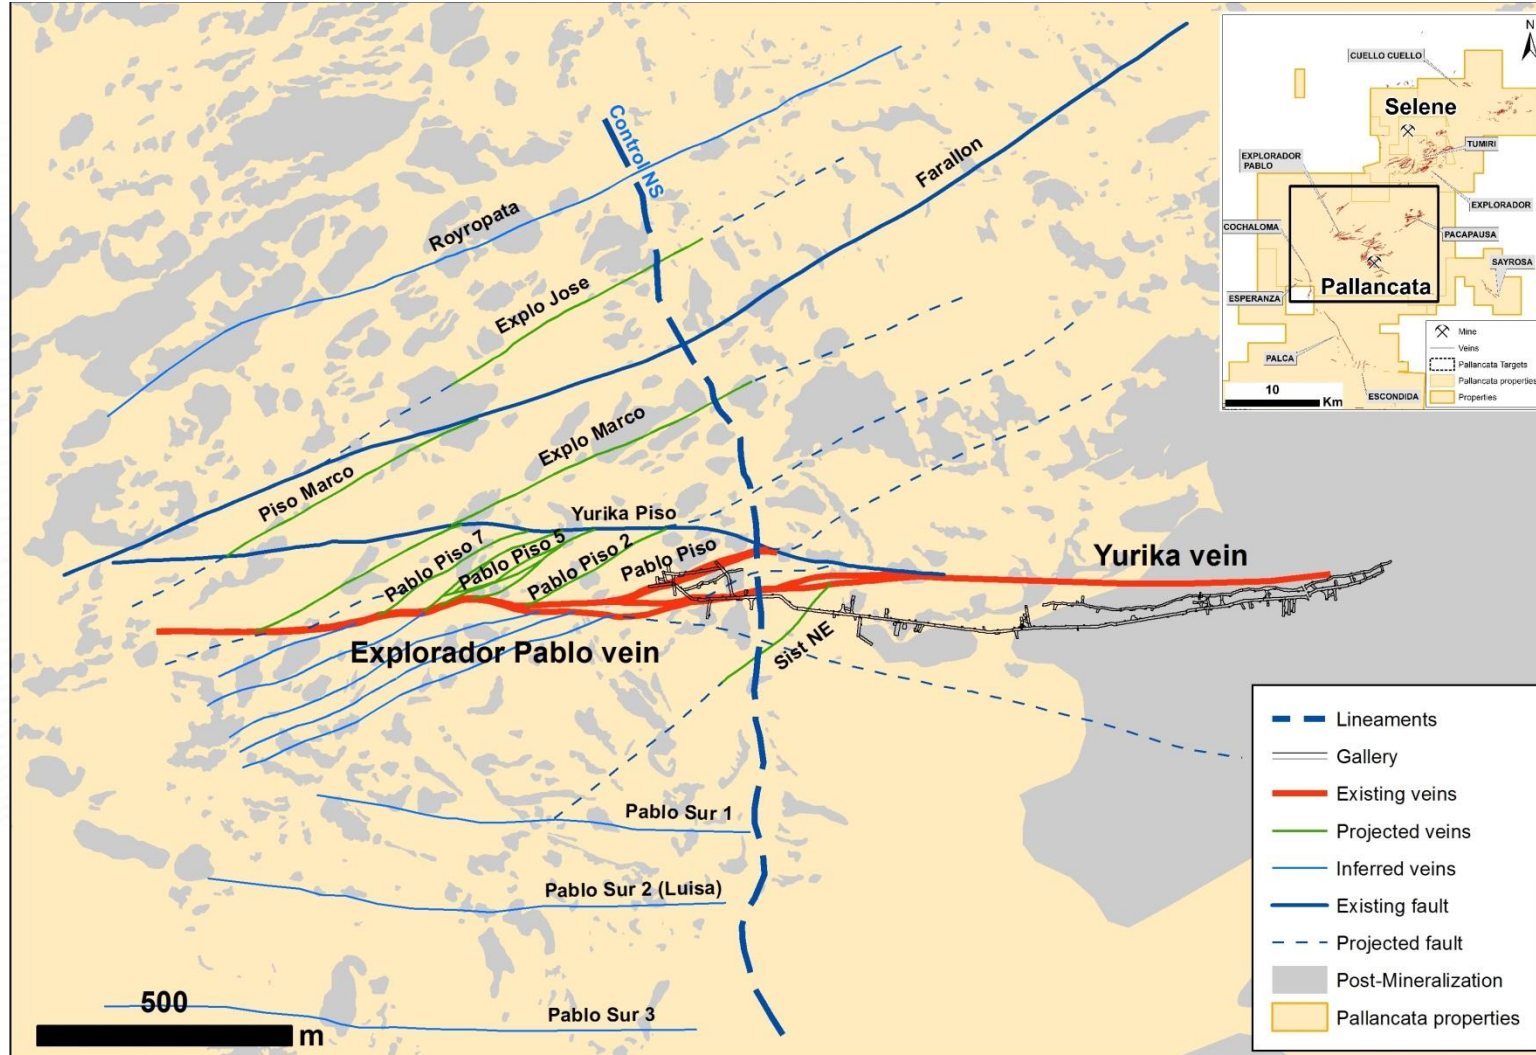 Control NS
Royropata
Farallon
Explo Jose
Explo Marco
Piso Marco
Yurika Piso
Pablo Piso 7
Pablo Piso 5
Pablo Piso 2
Pablo Piso
Yurika vein
Explorador Pablo vein
Sist NE
Pablo Sur 1
Pablo Sur 2 (Luisa)
Pablo Sur 3
500
m
N
CUELLO CUELLO
Selene
TUMIRI
EXPLORADOR
PABLO
EXPLORADOR
COCHALOMA
PACAPAUSA
SAYROSA
Pallancata
ESPERANZA
PALCA
ESCONDIDA
10
Km
Mine
Veins
Pallancata Targets
Pallancata properties
Properties
Lineaments
Gallery
Existing veins
Projected veins
Inferred veins
Existing fault
Projected fault
Post-Mineralization
Pallancata properties